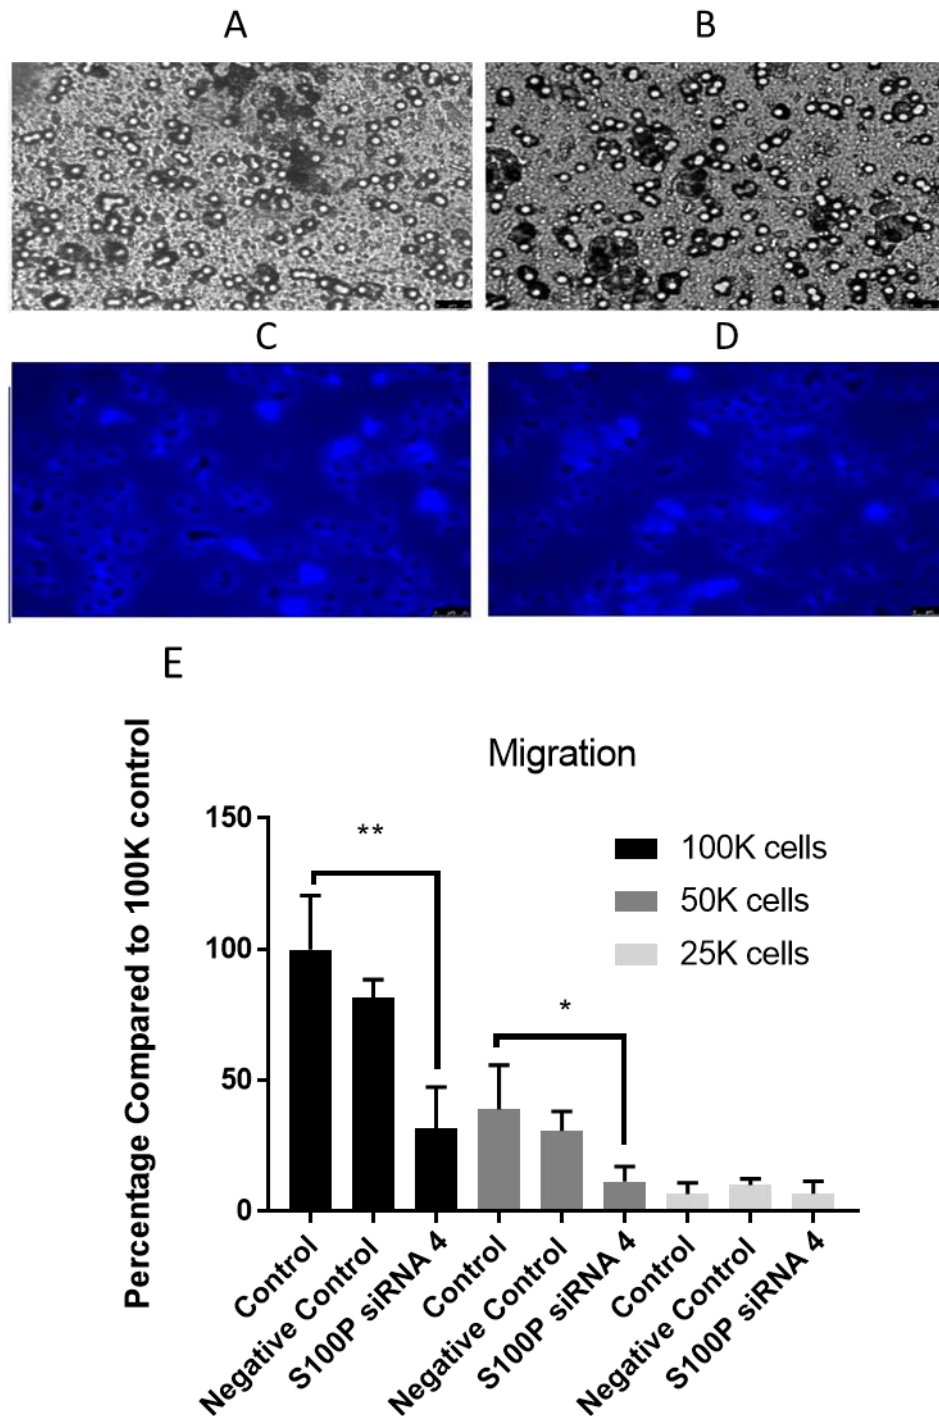 A
B
C
D
E
Migration
Percentage Compared to 100K control
150
100
50
0
**
*
100K cells
50K cells
25K cells
Control
Negative Control
S100P siRNA 4
Control
Negative Control
S100P siRNA 4
Control
Negative Control
S100P siRNA 4